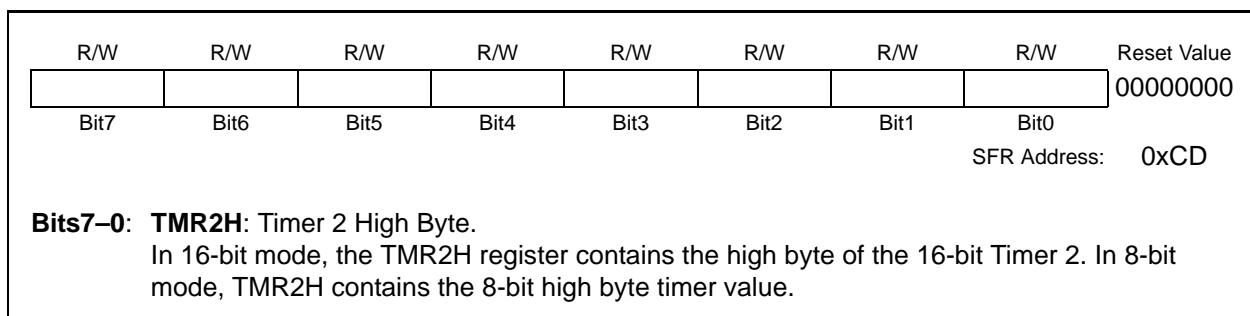 R/W R/W R/W R/W R/W R/W R/W R/W Reset Value
00000000
Bit7 Bit6 Bit5 Bit4 Bit3 Bit2 Bit1 Bit0
SFR Address: 0xCD
Bits7–0: TMR2H: Timer 2 High Byte.
In 16-bit mode, the TMR2H register contains the high byte of the 16-bit Timer 2. In 8-bit
mode, TMR2H contains the 8-bit high byte timer value.